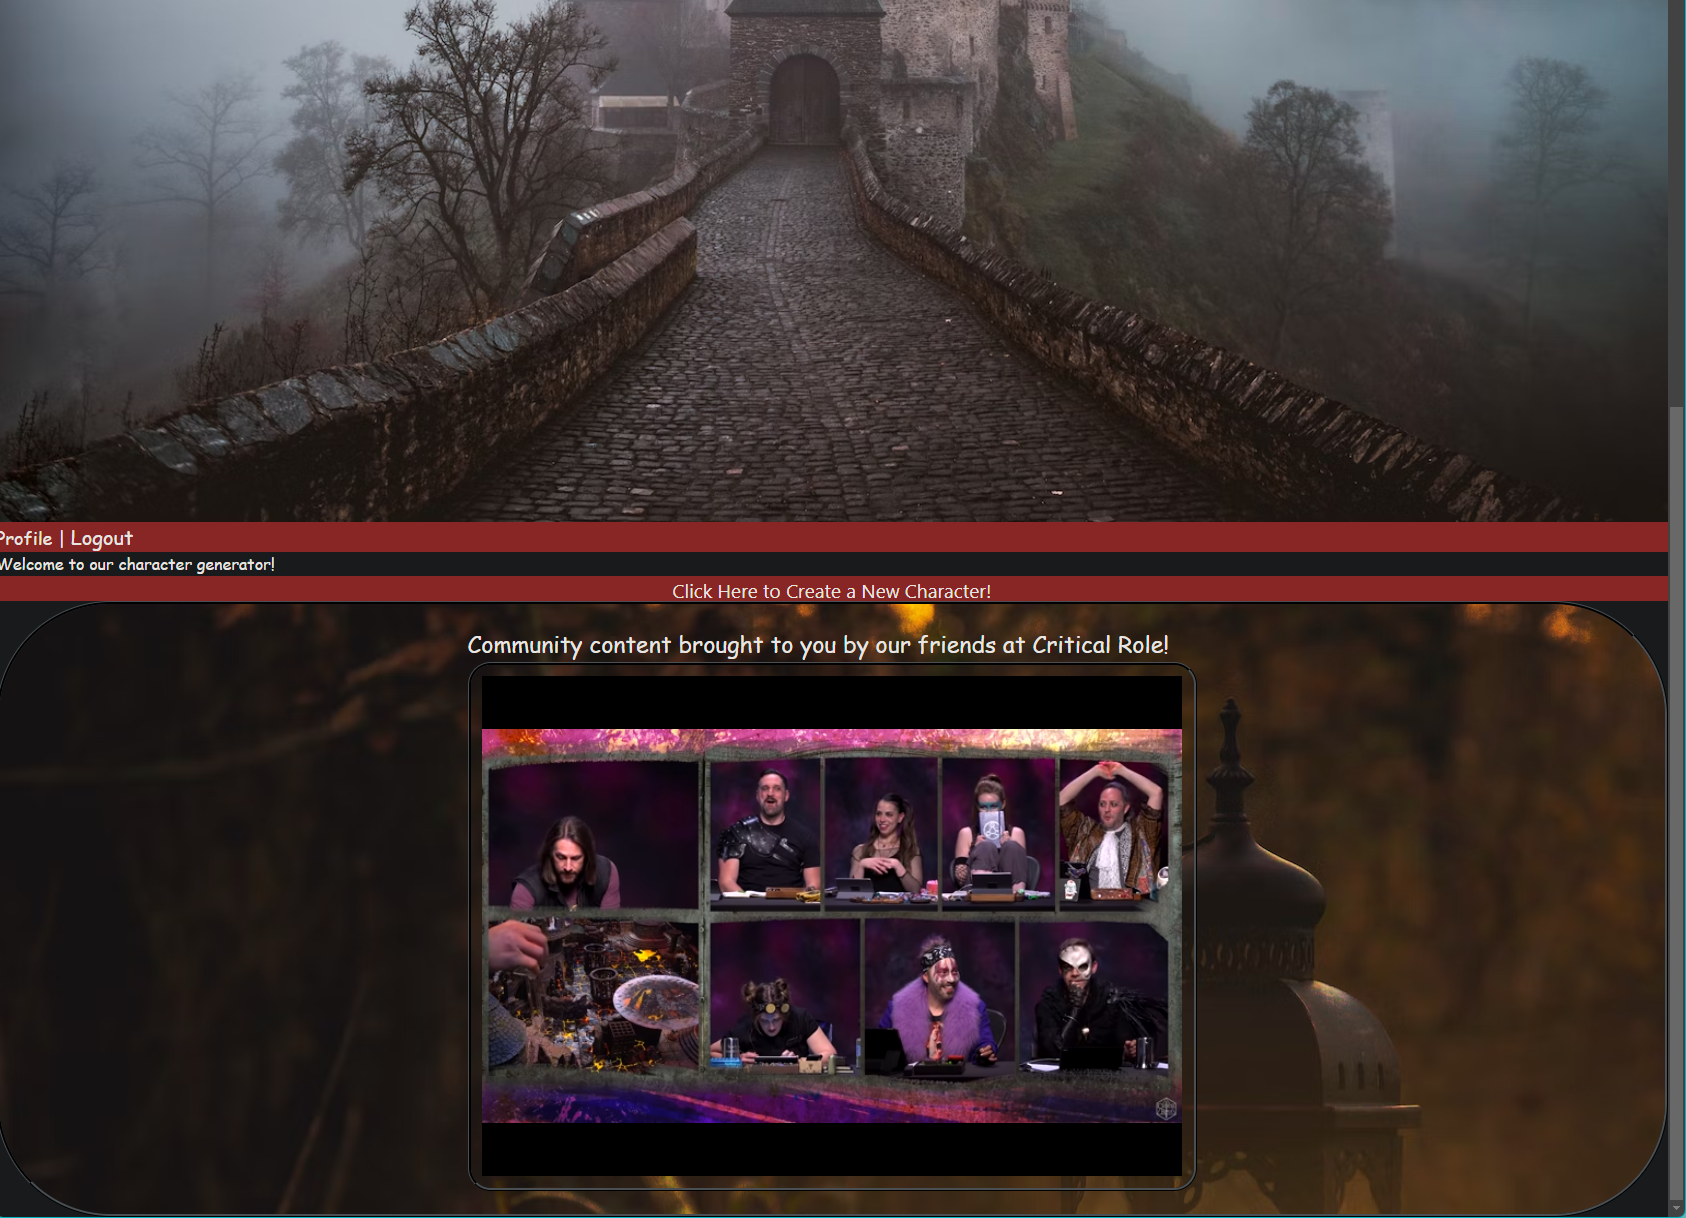 Profile | Logout
Welcome to our character generator!
Click Here to Create a New Character!
Community content brought to you by our friends at Critical Role!